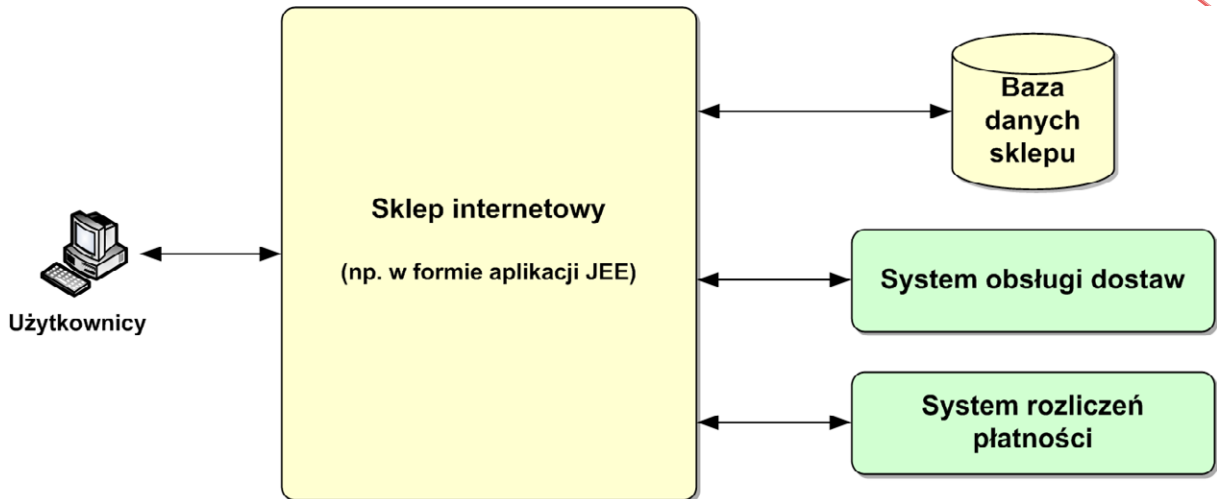 Użytkownicy
Sklep internetowy
(np. w formie aplikacji JEE)
Baza
danych
sklepu
System obsługi dostaw
System rozliczeń
płatności